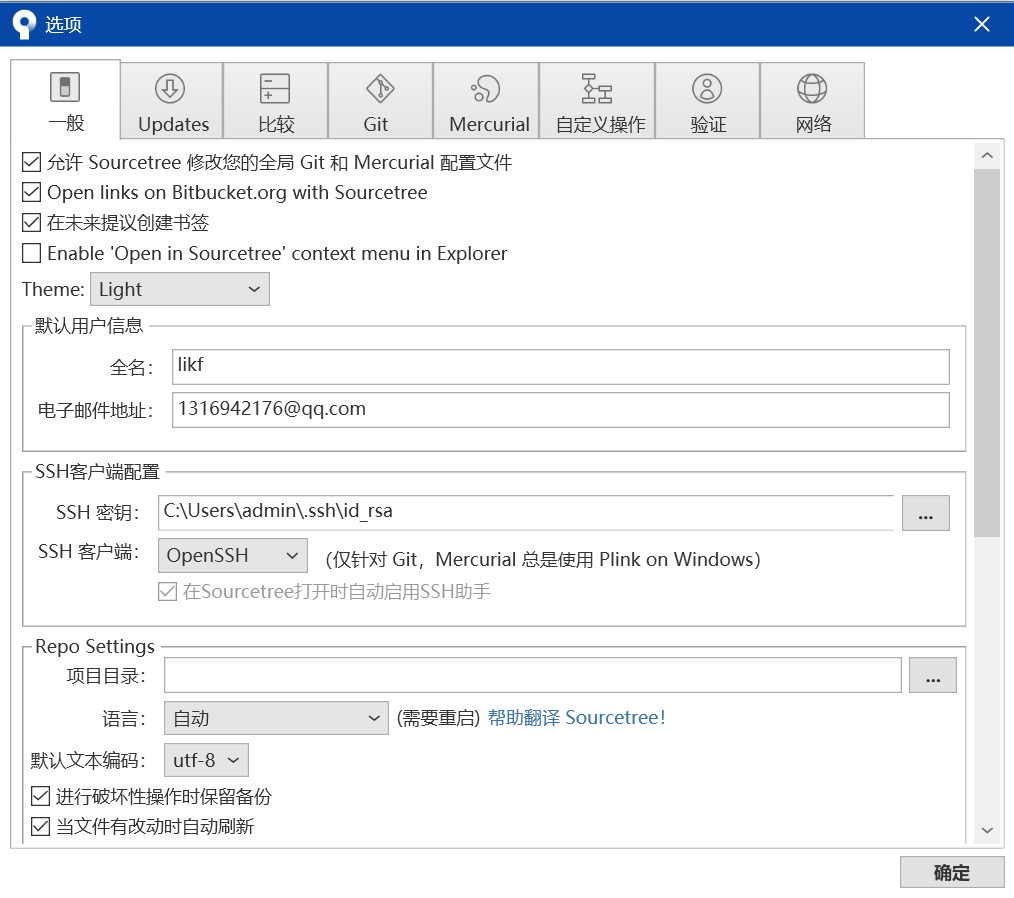 选项
一般
Updates
比较
Git
Mercurial
自定义操作
验证
网络
允许 Sourcetree 修改您的全局 Git 和 Mercurial 配置文件
Open links on Bitbucket.org with Sourcetree
在未来提议创建书签
Enable 'Open in Sourcetree' context menu in Explorer
Theme: Light
默认用户信息
全名： likf
电子邮件地址： 1316942176@qq.com
SSH客户端配置
SSH 密钥： C:\Users\admin\.ssh\id_rsa ...
SSH 客户端： OpenSSH （仅针对 Git，Mercurial 总是使用 Plink on Windows）
在Sourcetree打开时自动启用SSH助手
Repo Settings
项目目录： ...
语言： 自动 (需要重启) 帮助翻译 Sourcetree！
默认文本编码： utf-8
进行破坏性操作时保留备份
当文件有改动时自动刷新
确定